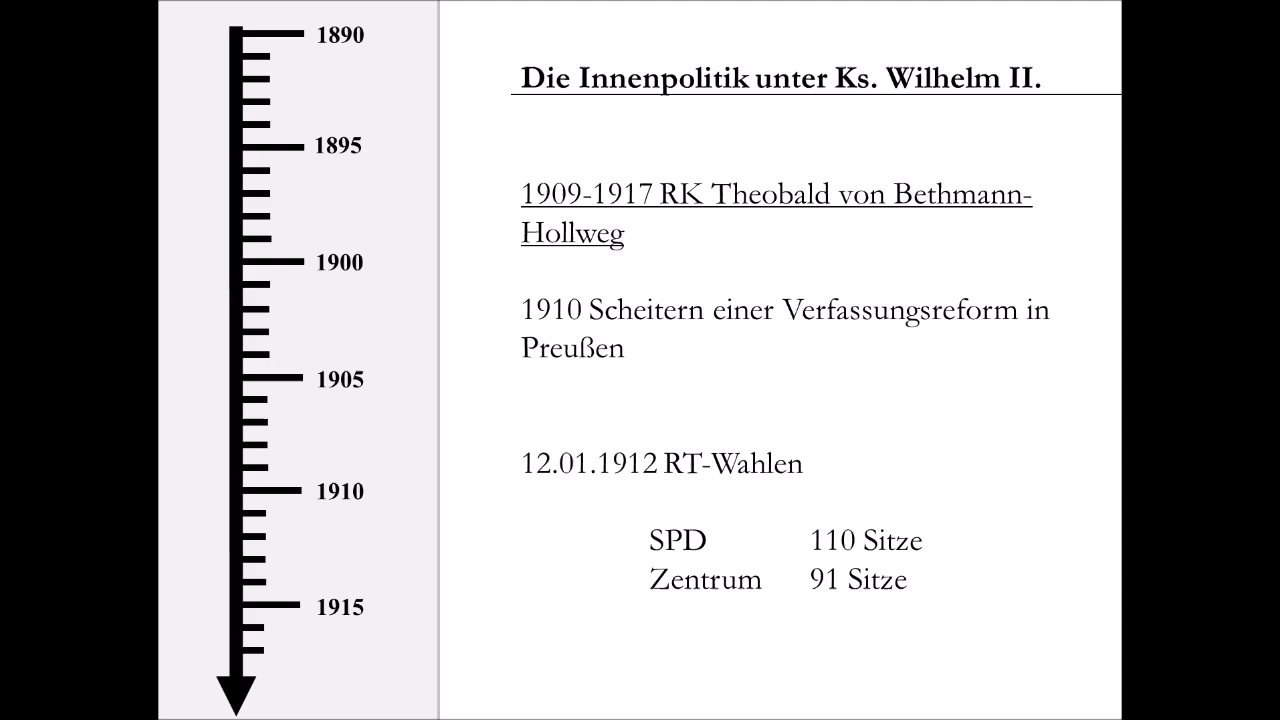 1890
1895
1900
1905
1910
1915
Die Innenpolitik unter Ks. Wilhelm II.
1909-1917 RK Theobald von Bethmann-
Hollweg
1910 Scheitern einer Verfassungsreform in
Preußen
12.01.1912 RT-Wahlen
SPD 110 Sitze
Zentrum 91 Sitze